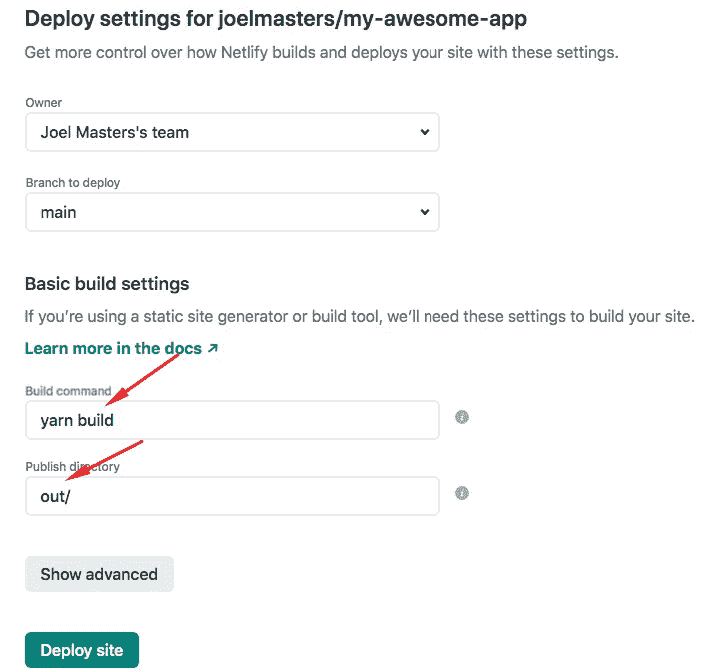 Deploy settings for joelmasters/my-awesome-app
Get more control over how Netlify builds and deploys your site with these settings.
Owner
Joel Masters's team
Branch to deploy
main
Basic build settings
If you're using a static site generator or build tool, we'll need these settings to build your site.
Learn more in the docs ↗
Build command
yarn build
Publish directory
out/
Show advanced
Deploy site